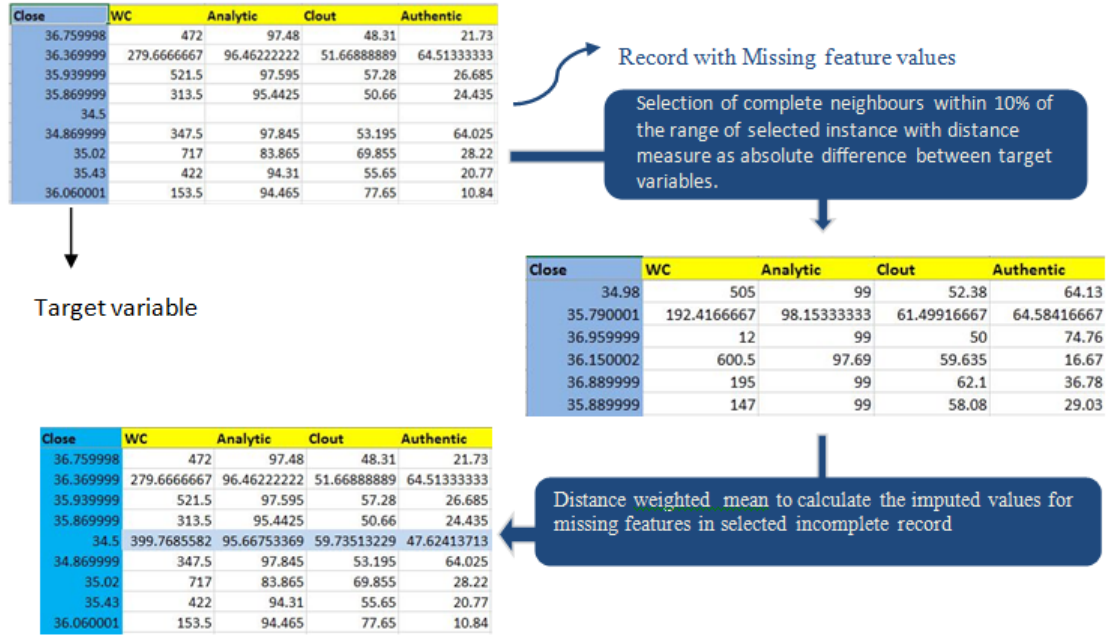 Close WC Analytic Clout Authentic
36.759998 472 97.48 48.31 21.73
36.369999 279.6666667 96.46222222 51.66888889 64.51333333
35.939999 521.5 97.595 57.28 26.685
35.869999 313.5 95.4425 50.66 24.435
34.5
34.869999 347.5 97.845 53.195 64.025
35.02 717 83.865 69.855 28.22
35.43 422 94.31 55.65 20.77
36.060001 153.5 94.465 77.65 10.84
Record with Missing feature values
Selection of complete neighbours within 10% of
the range of selected instance with distance
measure as absolute difference between target
variables.
Target variable
Close WC Analytic Clout Authentic
34.98 505 99 52.38 64.13
35.790001 192.4166667 98.15333333 61.49916667 64.58416667
36.959999 12 99 50 74.76
36.150002 600.5 97.69 59.635 16.67
36.889999 195 99 62.1 36.78
35.889999 147 99 58.08 29.03
Distance weighted mean to calculate the imputed values for
missing features in selected incomplete record
Close WC Analytic Clout Authentic
36.759998 472 97.48 48.31 21.73
36.369999 279.6666667 96.46222222 51.66888889 64.51333333
35.939999 521.5 97.595 57.28 26.685
35.869999 313.5 95.4425 50.66 24.435
34.5 399.7685582 95.66753369 59.73513229 47.62413713
34.869999 347.5 97.845 53.195 64.025
35.02 717 83.865 69.855 28.22
35.43 422 94.31 55.65 20.77
36.060001 153.5 94.465 77.65 10.84